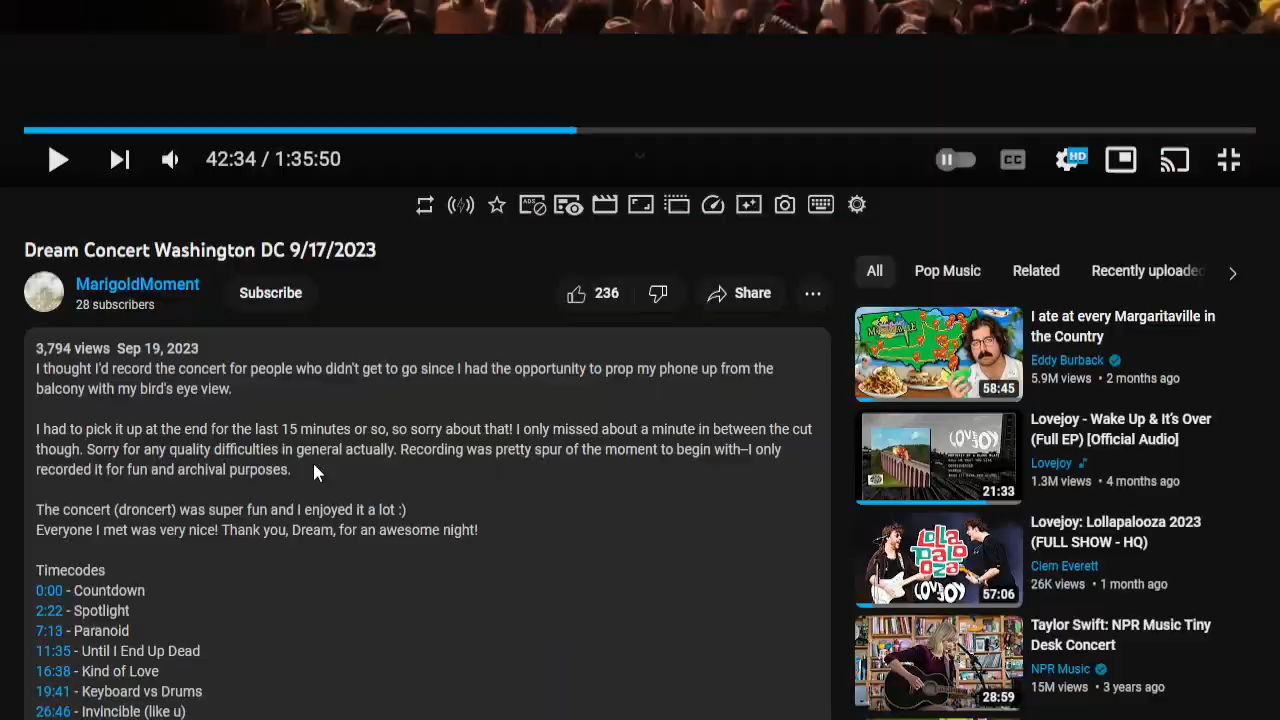 42:34 / 1:35:50
HD
CC
ADS
Dream Concert Washington DC 9/17/2023
MarigoldMoment
28 subscribers
Subscribe
236
Share
3,794 views Sep 19, 2023
I thought I'd record the concert for people who didn't get to go since I had the opportunity to prop my phone up from the
balcony with my bird's eye view.
I had to pick it up at the end for the last 15 minutes or so, so sorry about that! I only missed about a minute in between the cut
though. Sorry for any quality difficulties in general actually. Recording was pretty spur of the moment to begin with–I only
recorded it for fun and archival purposes.
The concert (droncert) was super fun and I enjoyed it a lot :)
Everyone I met was very nice! Thank you, Dream, for an awesome night!
Timecodes
0:00 - Countdown
2:22 - Spotlight
7:13 - Paranoid
11:35 - Until I End Up Dead
16:38 - Kind of Love
19:41 - Keyboard vs Drums
26:46 - Invincible (like u)
All
Pop Music
Related
Recently uploaded
58:45
I ate at every Margaritaville in
the Country
Eddy Burback
5.9M views • 2 months ago
LOVEJOY
21:33
Lovejoy - Wake Up & It's Over
(Full EP) [Official Audio]
Lovejoy
1.3M views • 4 months ago
LOLLAPALOOZA
LOVEJOY
57:06
Lovejoy: Lollapalooza 2023
(FULL SHOW - HQ)
Clem Everett
26K views • 1 month ago
28:59
Taylor Swift: NPR Music Tiny
Desk Concert
NPR Music
15M views • 3 years ago